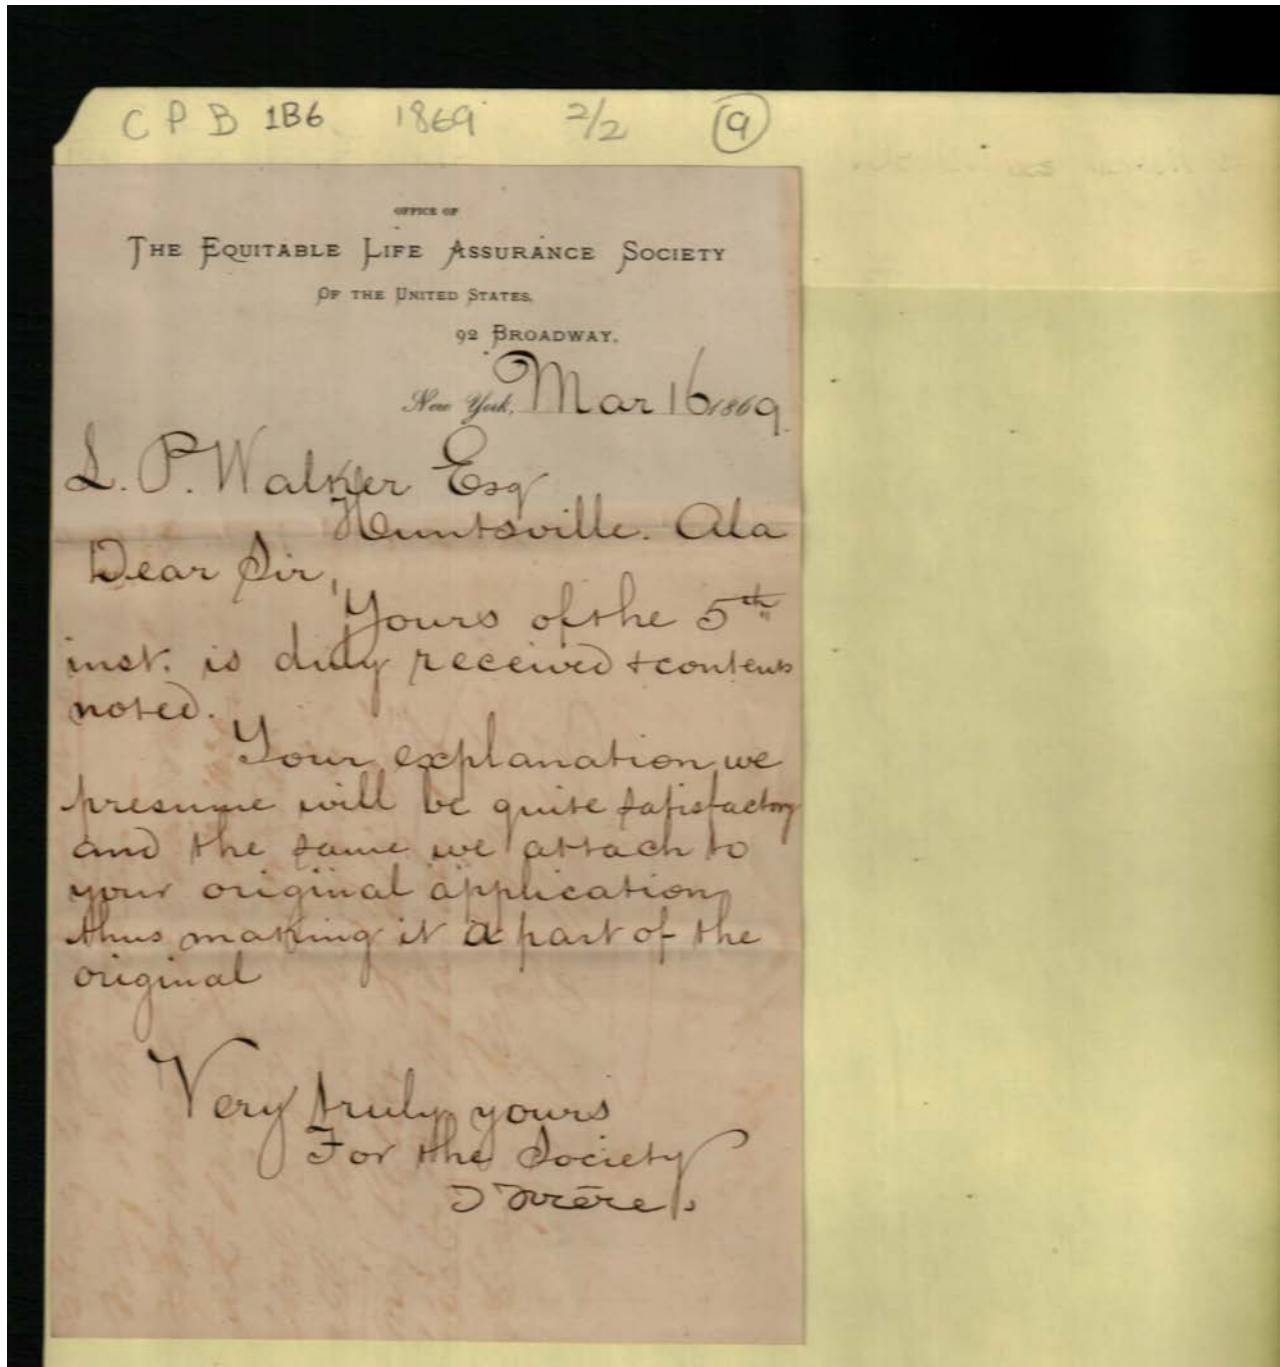 C P B 1B6 1869 2/2 9
OFFICE OF
THE EQUITABLE LIFE ASSURANCE SOCIETY
OF THE UNITED STATES,
92 BROADWAY.
New York, Mar 16 1869.
L. P. Walker Esq
Huntsville. Ala
Dear Sir,
Yours of the 5th
inst. is duly received + contents
noted.
Your explanation we
presume will be quite satisfactory
and the same we attach to
your original application
thus making it a part of the
original
Very truly yours
For the Society